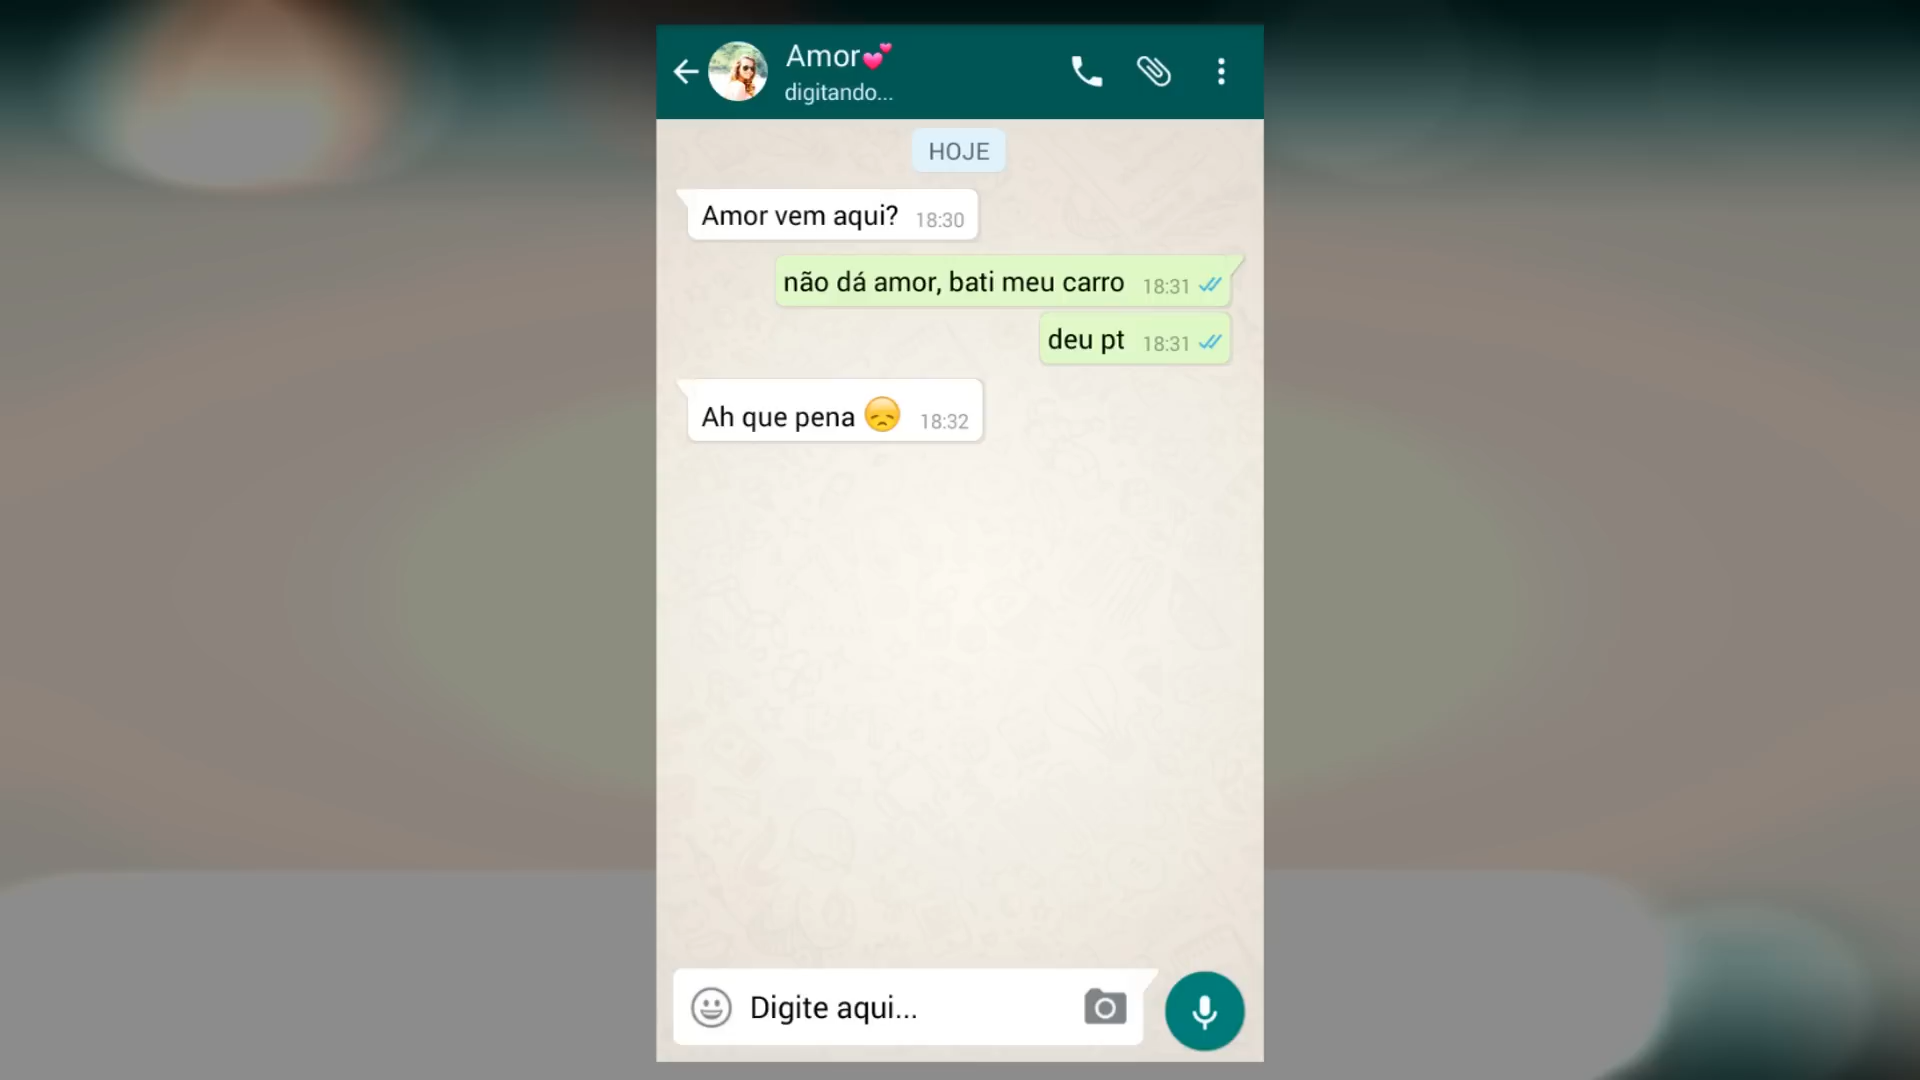 Amor💕
digitando...
HOJE
Amor vem aqui? 18:30
não dá amor, bati meu carro 18:31
deu pt 18:31
Ah que pena 😞 18:32
Digite aqui...